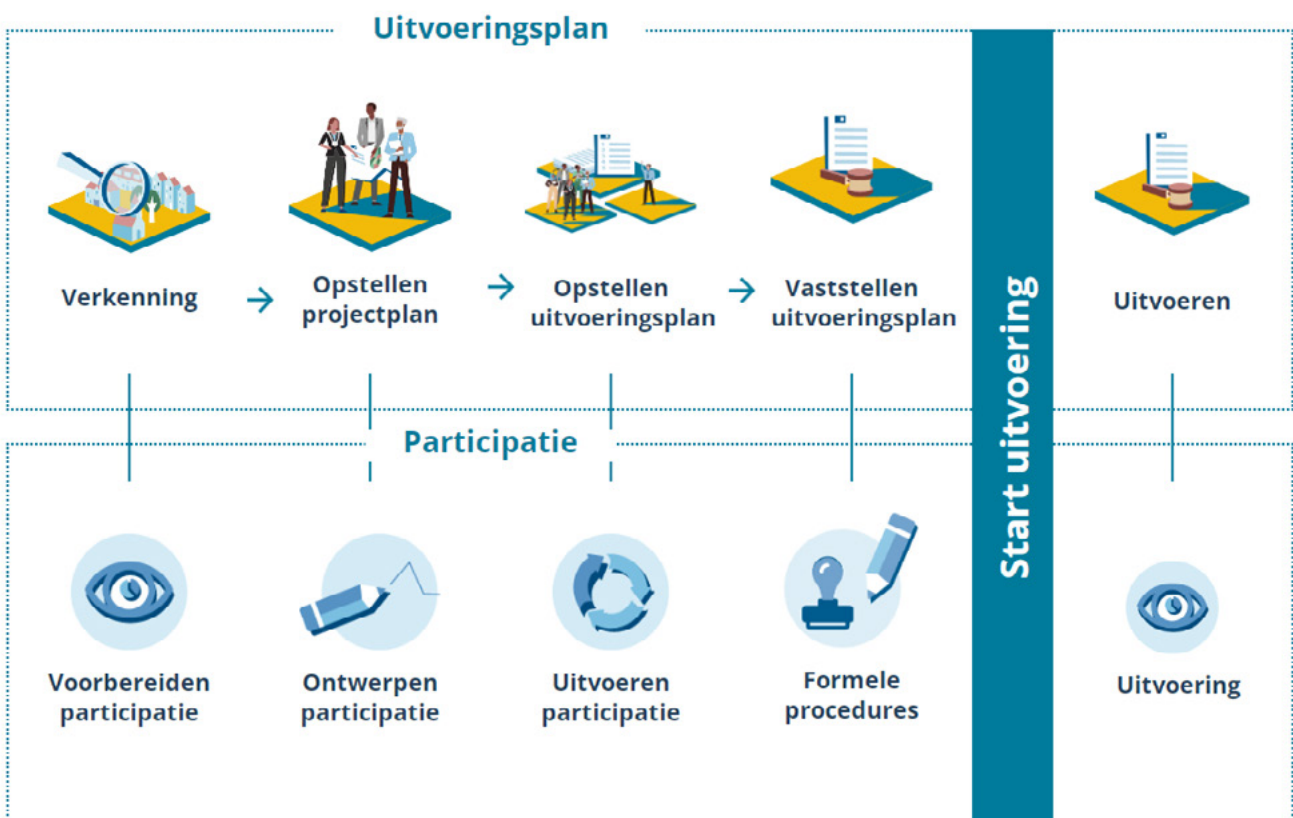 Uitvoeringsplan
Verkenning
Opstellen
projectplan
Opstellen
uitvoeringsplan
Vaststellen
uitvoeringsplan
Start uitvoering
Uitvoeren
Participatie
Voorbereiden
participatie
Ontwerpen
participatie
Uitvoeren
participatie
Formele
procedures
Uitvoering